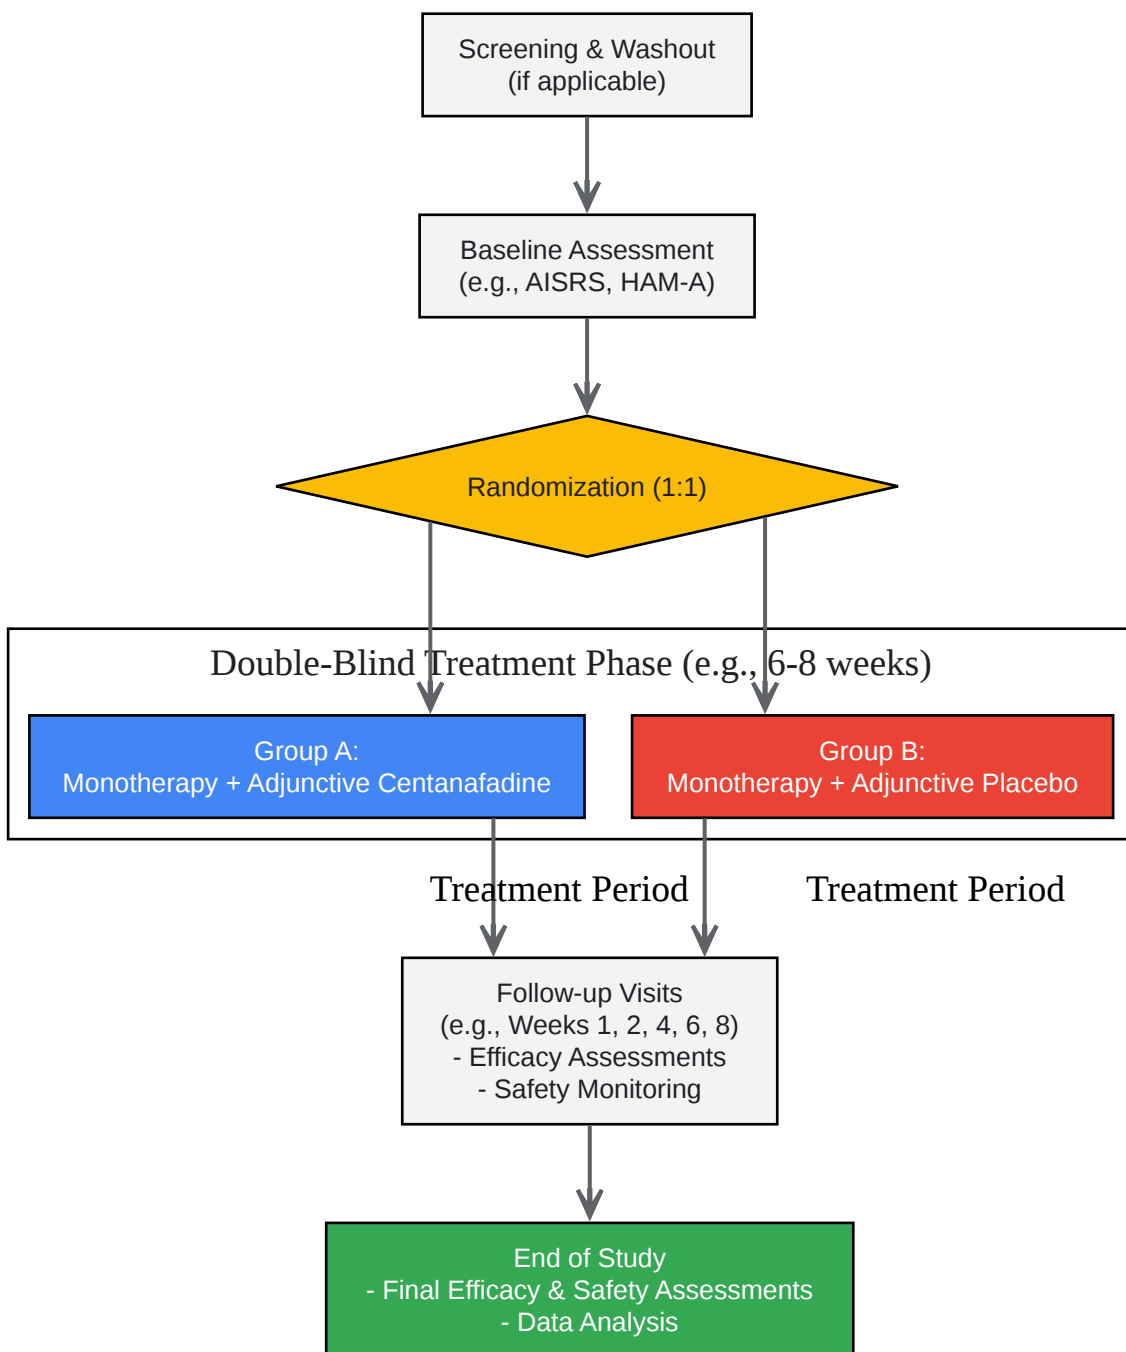 Screening & Washout
(if applicable)
Baseline Assessment
(e.g., AISRS, HAM-A)
Randomization (1:1)
Double-Blind Treatment Phase (e.g., 6-8 weeks)
Group A:
Monotherapy + Adjunctive Centanafadine
Group B:
Monotherapy + Adjunctive Placebo
Treatment Period
Treatment Period
Follow-up Visits
(e.g., Weeks 1, 2, 4, 6, 8)
- Efficacy Assessments
- Safety Monitoring
End of Study
- Final Efficacy & Safety Assessments
- Data Analysis